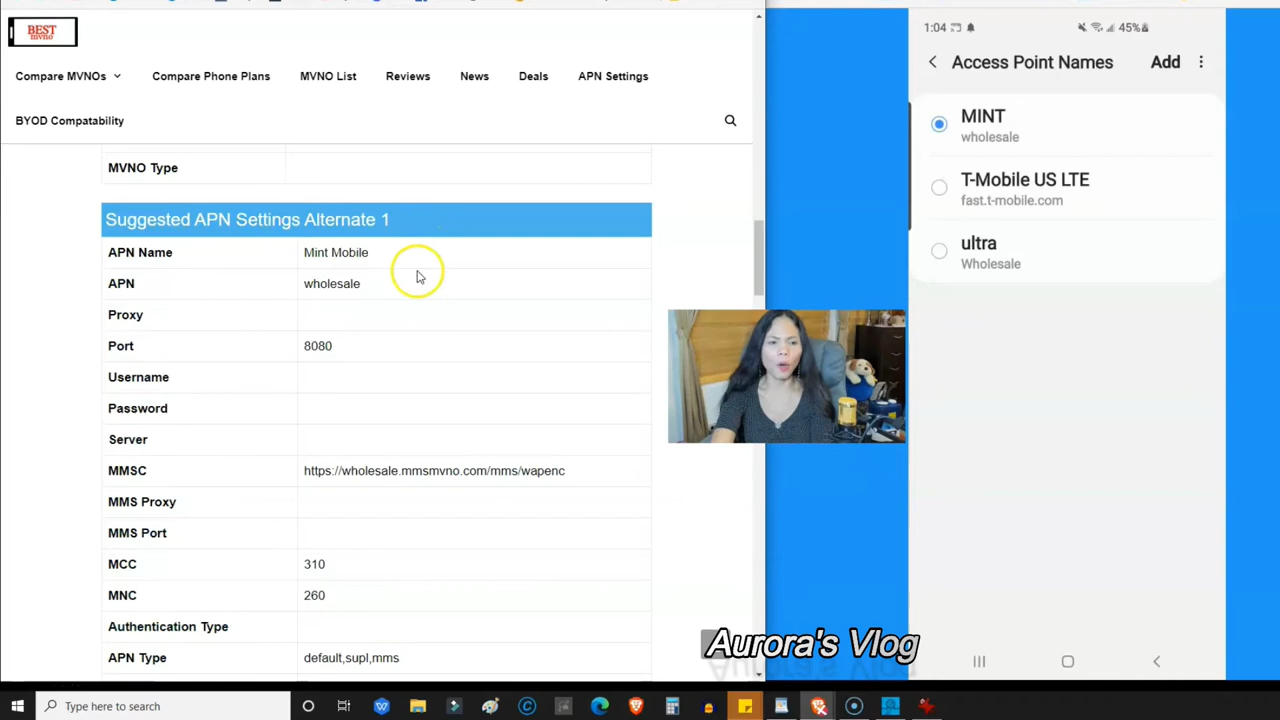 BEST
mvno
Compare MVNOs
Compare Phone Plans
MVNO List
Reviews
News
Deals
APN Settings
BYOD Compatability
MVNO Type
Suggested APN Settings Alternate 1
APN Name Mint Mobile
APN wholesale
Proxy
Port 8080
Username
Password
Server
MMSC https://wholesale.mmsmvno.com/mms/wapenc
MMS Proxy
MMS Port
MCC 310
MNC 260
Authentication Type
APN Type default,supl,mms
1:04 45%
Access Point Names Add
MINT
wholesale
T-Mobile US LTE
fast.t-mobile.com
ultra
Wholesale
Aurora's Vlog
Type here to search